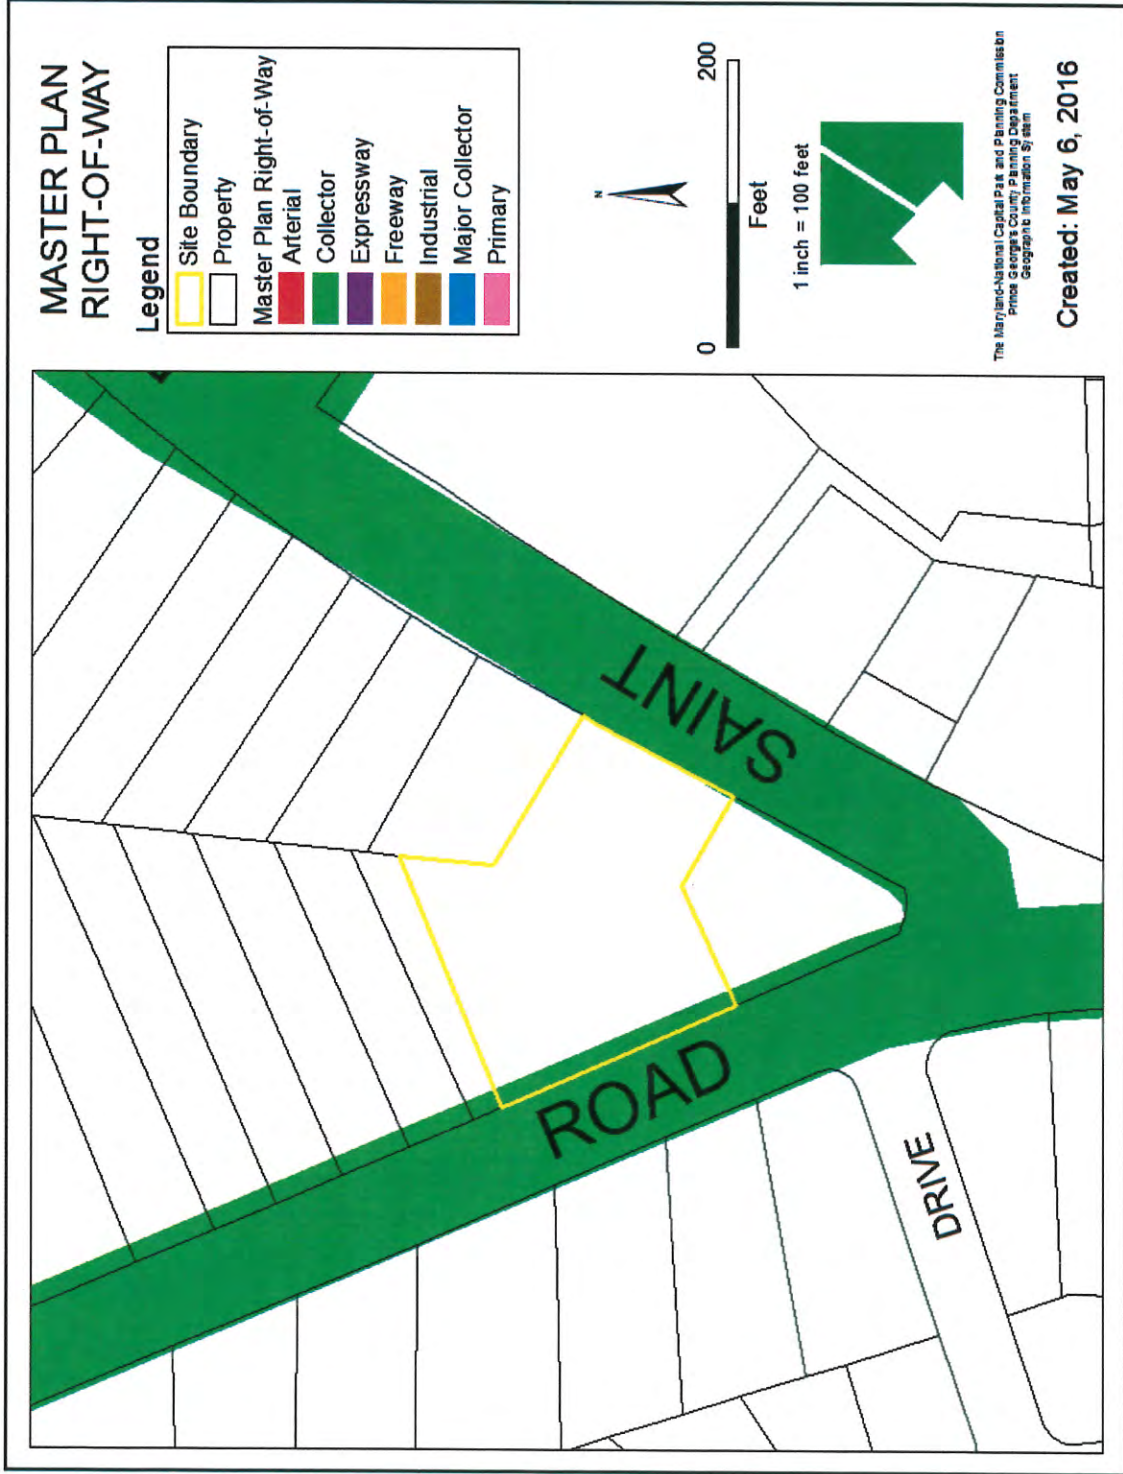 MASTER PLAN
RIGHT-OF-WAY
Legend
Site Boundary
Property
Master Plan Right-of-Way
Arterial
Collector
Expressway
Freeway
Industrial
Major Collector
Primary
N
0 200
Feet
1 inch = 100 feet
The Maryland-National Capital Park and Planning Commission
Prince George's County Planning Department
Geographic Information System
Created: May 6, 2016
SAINT
ROAD
DRIVE